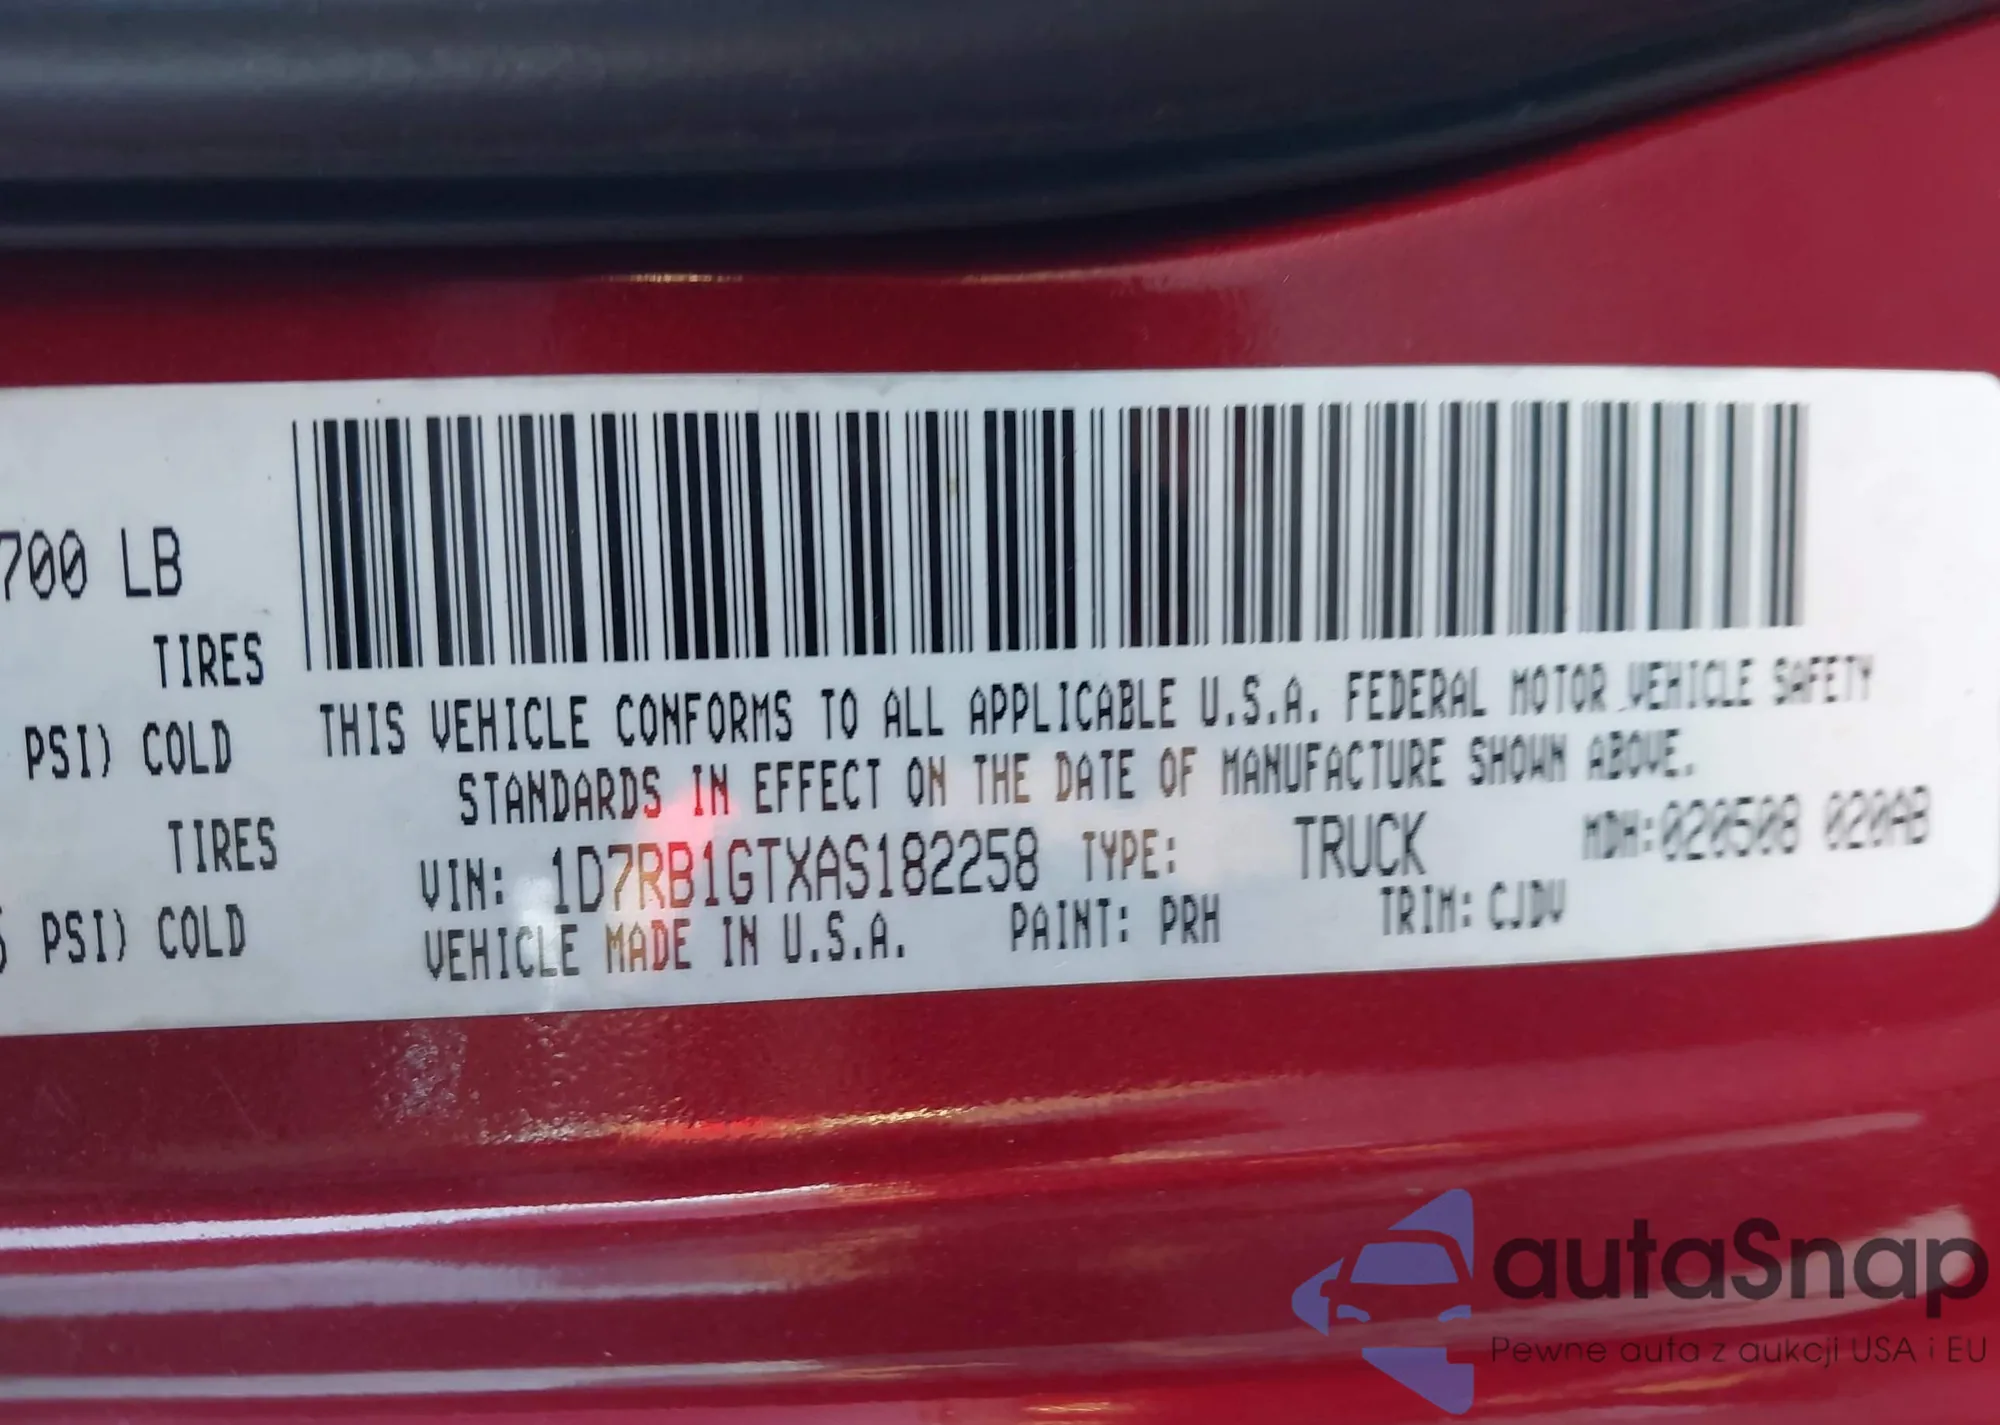 700 LB
TIRES
PSI) COLD
TIRES
PSI) COLD
THIS VEHICLE CONFORMS TO ALL APPLICABLE U.S.A. FEDERAL MOTOR VEHICLE SAFETY
STANDARDS IN EFFECT ON THE DATE OF MANUFACTURE SHOWN ABOVE.
VIN: 1D7RB1GTXAS182258 TYPE: TRUCK MDH:020508 020AB
VEHICLE MADE IN U.S.A. PAINT: PRH TRIM: CJDV
autaSnap
Pewne auta z aukcji USA i EU